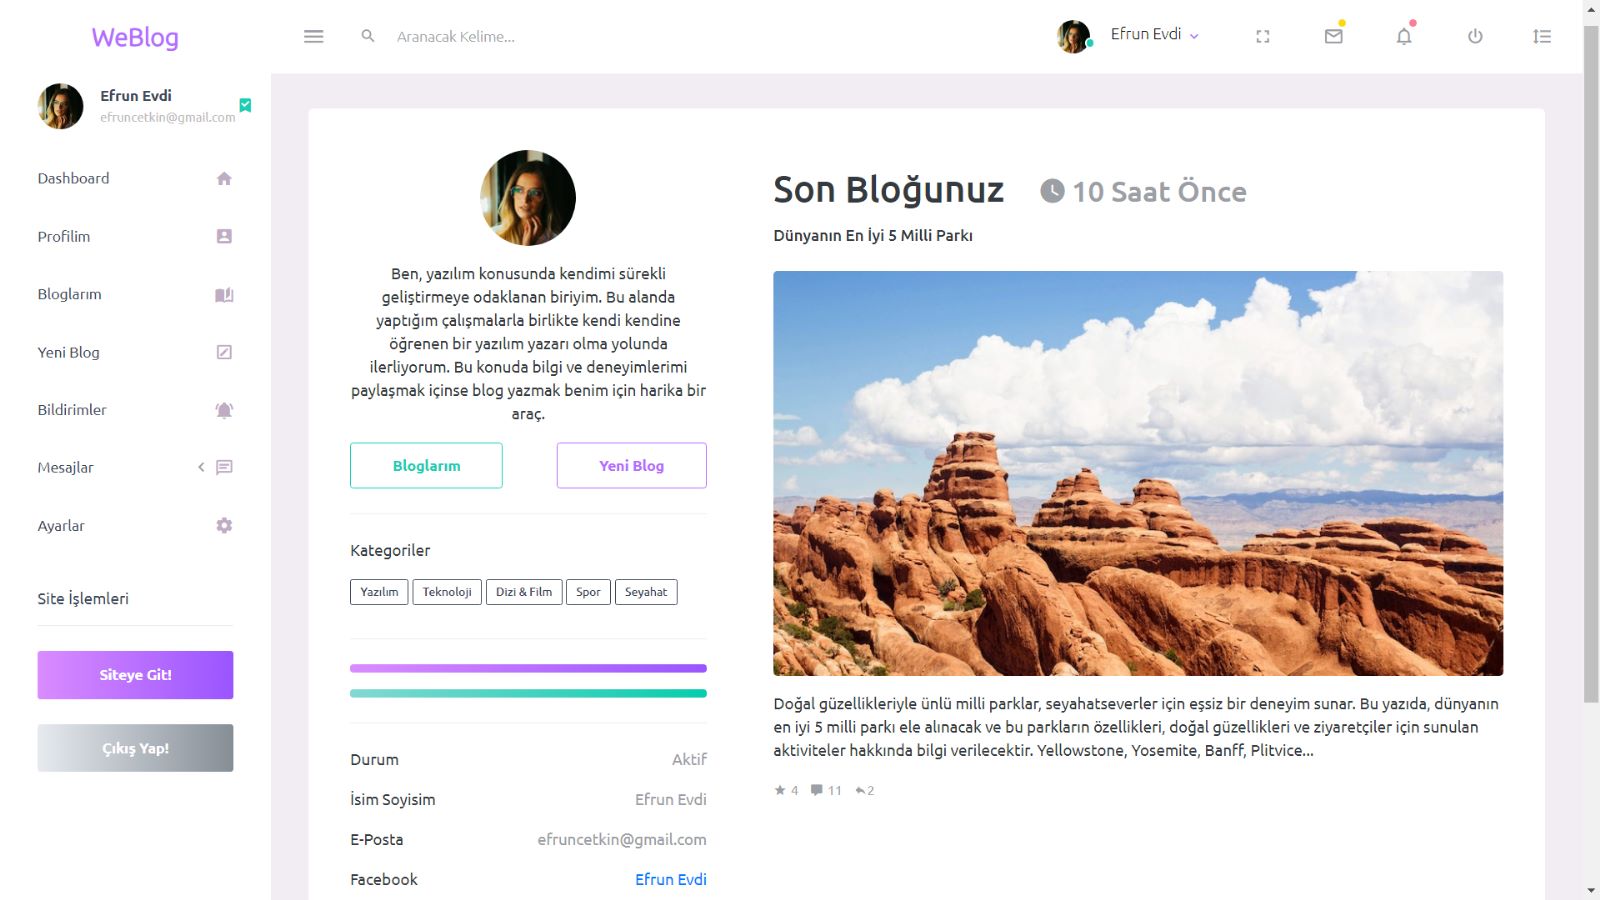 WeBlog
Aranacak Kelime...
Efrun Evdi
Efrun Evdi
efruncetkin@gmail.com
Dashboard
Profilim
Bloglarım
Yeni Blog
Bildirimler
Mesajlar
Ayarlar
Site İşlemleri
Siteye Git!
Çıkış Yap!
Ben, yazılım konusunda kendimi sürekli
geliştirmeye odaklanan biriyim. Bu alanda
yaptığım çalışmalarla birlikte kendi kendine
öğrenen bir yazılım yazarı olma yolunda
ilerliyorum. Bu konuda bilgi ve deneyimlerimi
paylaşmak içinse blog yazmak benim için harika bir
araç.
Bloglarım Yeni Blog
Kategoriler
Yazılım Teknoloji Dizi & Film Spor Seyahat
Durum Aktif
İsim Soyisim Efrun Evdi
E-Posta efruncetkin@gmail.com
Facebook Efrun Evdi
Son Bloğunuz 10 Saat Önce
Dünyanın En İyi 5 Milli Parkı
Doğal güzellikleriyle ünlü milli parklar, seyahatseverler için eşsiz bir deneyim sunar. Bu yazıda, dünyanın
en iyi 5 milli parkı ele alınacak ve bu parkların özellikleri, doğal güzellikleri ve ziyaretçiler için sunulan
aktiviteler hakkında bilgi verilecektir. Yellowstone, Yosemite, Banff, Plitvice...
4 11 2